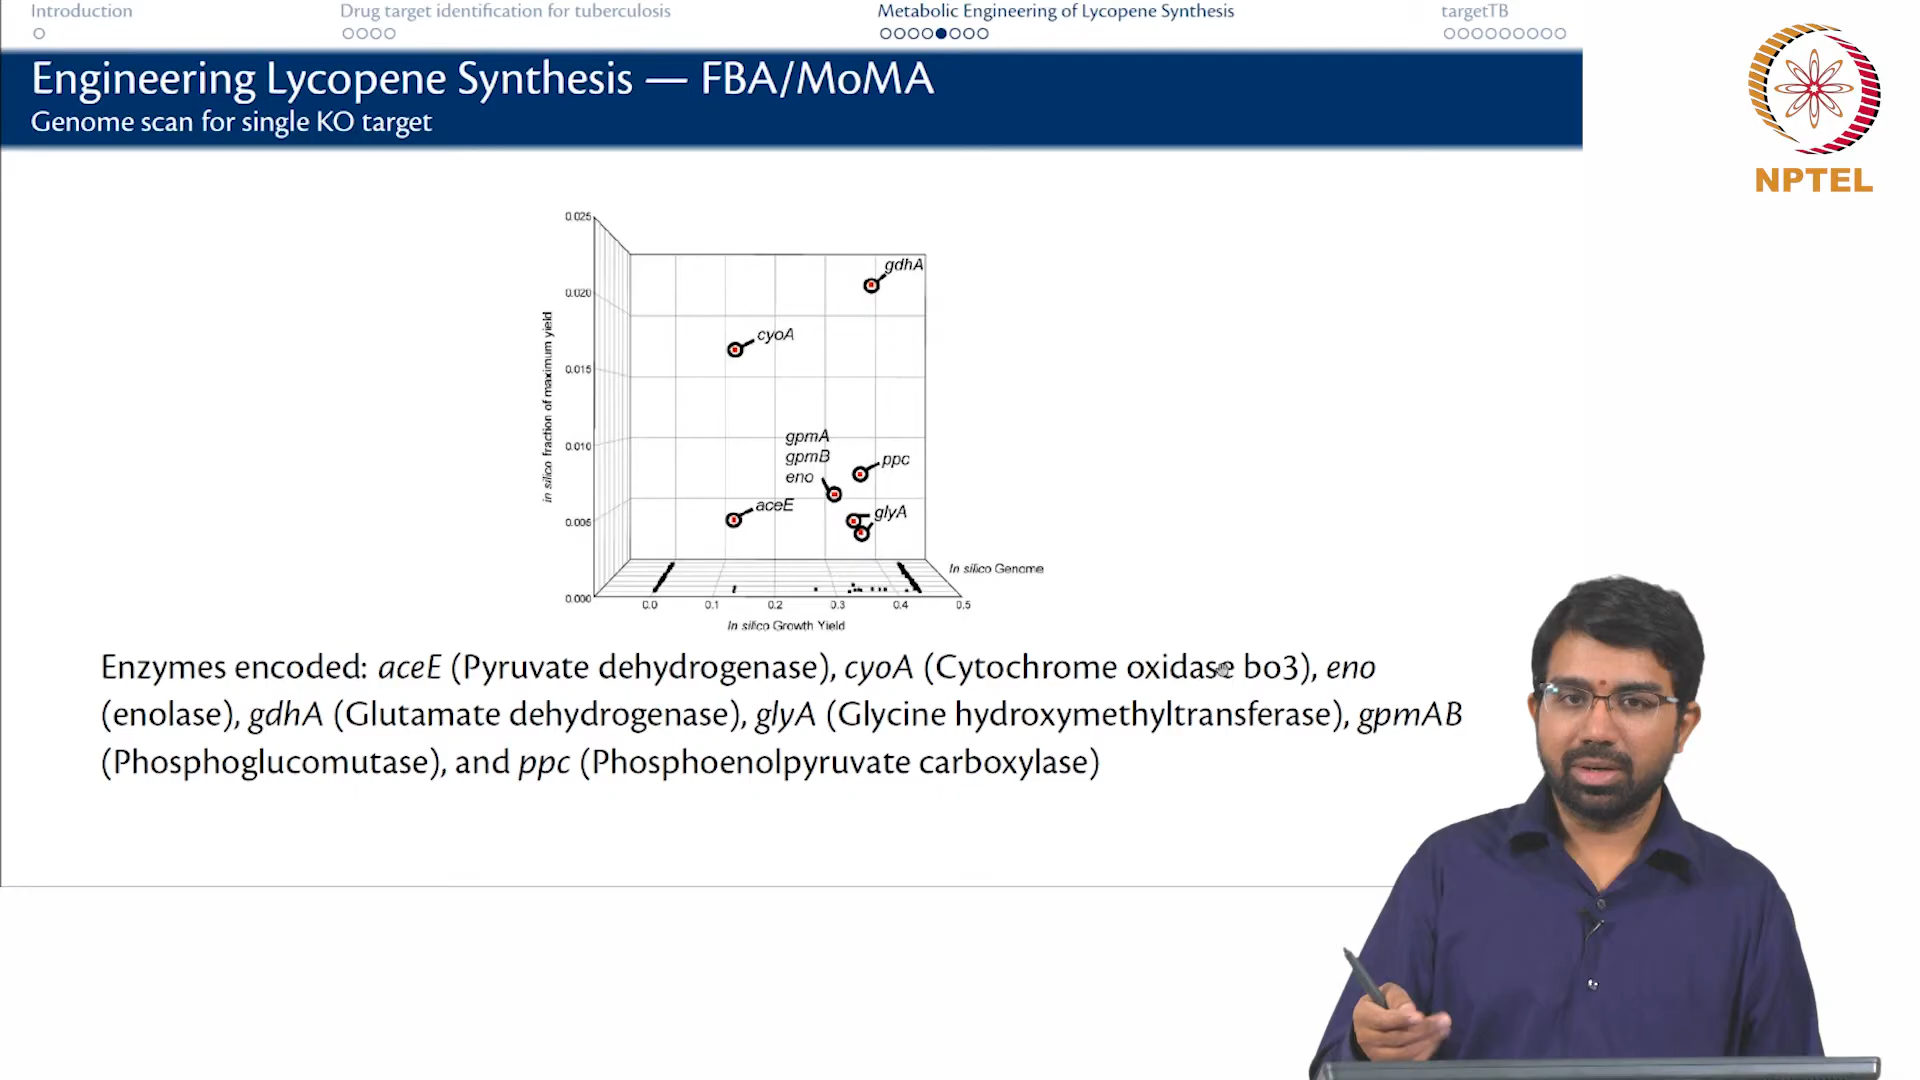 Introduction
Drug target identification for tuberculosis
Metabolic Engineering of Lycopene Synthesis
targetTB
Engineering Lycopene Synthesis — FBA/MoMA
Genome scan for single KO target
NPTEL
0.025
0.020
0.015
0.010
0.005
0.000
in silico fraction of maximum yield
gdhA
cyoA
gpmA
gpmB
eno
ppc
aceE
glyA
In silico Genome
0.0 0.1 0.2 0.3 0.4 0.5
In silico Growth Yield
Enzymes encoded: aceE (Pyruvate dehydrogenase), cyoA (Cytochrome oxidase bo3), eno
(enolase), gdhA (Glutamate dehydrogenase), glyA (Glycine hydroxymethyltransferase), gpmAB
(Phosphoglucomutase), and ppc (Phosphoenolpyruvate carboxylase)